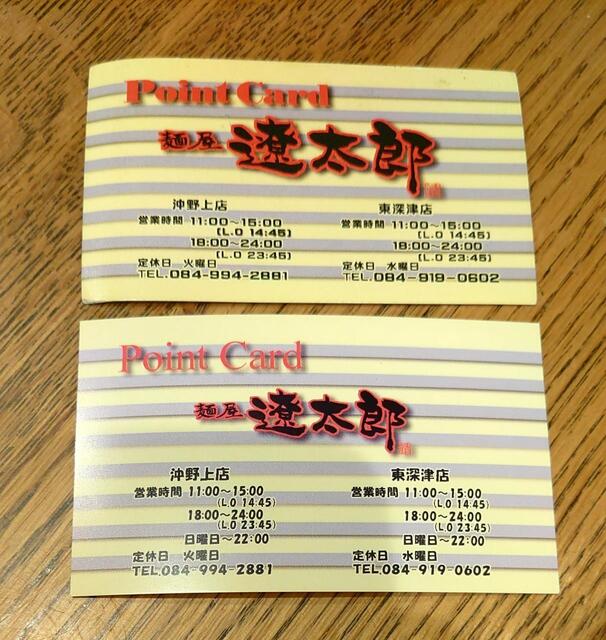 Point Card
麺屋 遼太郎
沖野上店
営業時間 11:00～15:00
(L.O 14:45)
18:00～24:00
(L.O 23:45)
定休日 火曜日
TEL.084-994-2881
東深津店
営業時間 11:00～15:00
(L.O 14:45)
18:00～24:00
(L.O 23:45)
定休日 水曜日
TEL.084-919-0602
Point Card
麺屋 遼太郎
沖野上店
営業時間 11:00～15:00
(L.O 14:45)
18:00～24:00
(L.O 23:45)
日曜日～22:00
定休日 火曜日
TEL.084-994-2881
東深津店
営業時間 11:00～15:00
(L.O 14:45)
18:00～24:00
(L.O 23:45)
日曜日～22:00
定休日 水曜日
TEL.084-919-0602